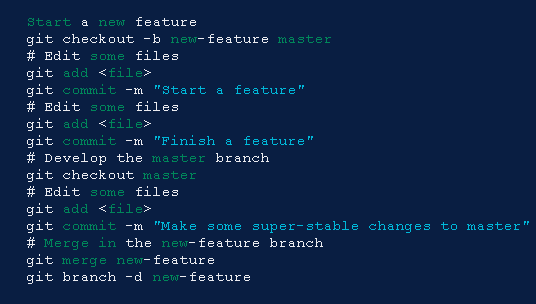 Start a new feature
git checkout -b new-feature master
# Edit some files
git add <file>
git commit -m "Start a feature"
# Edit some files
git add <file>
git commit -m "Finish a feature"
# Develop the master branch
git checkout master
# Edit some files
git add <file>
git commit -m "Make some super-stable changes to master"
# Merge in the new-feature branch
git merge new-feature
git branch -d new-feature